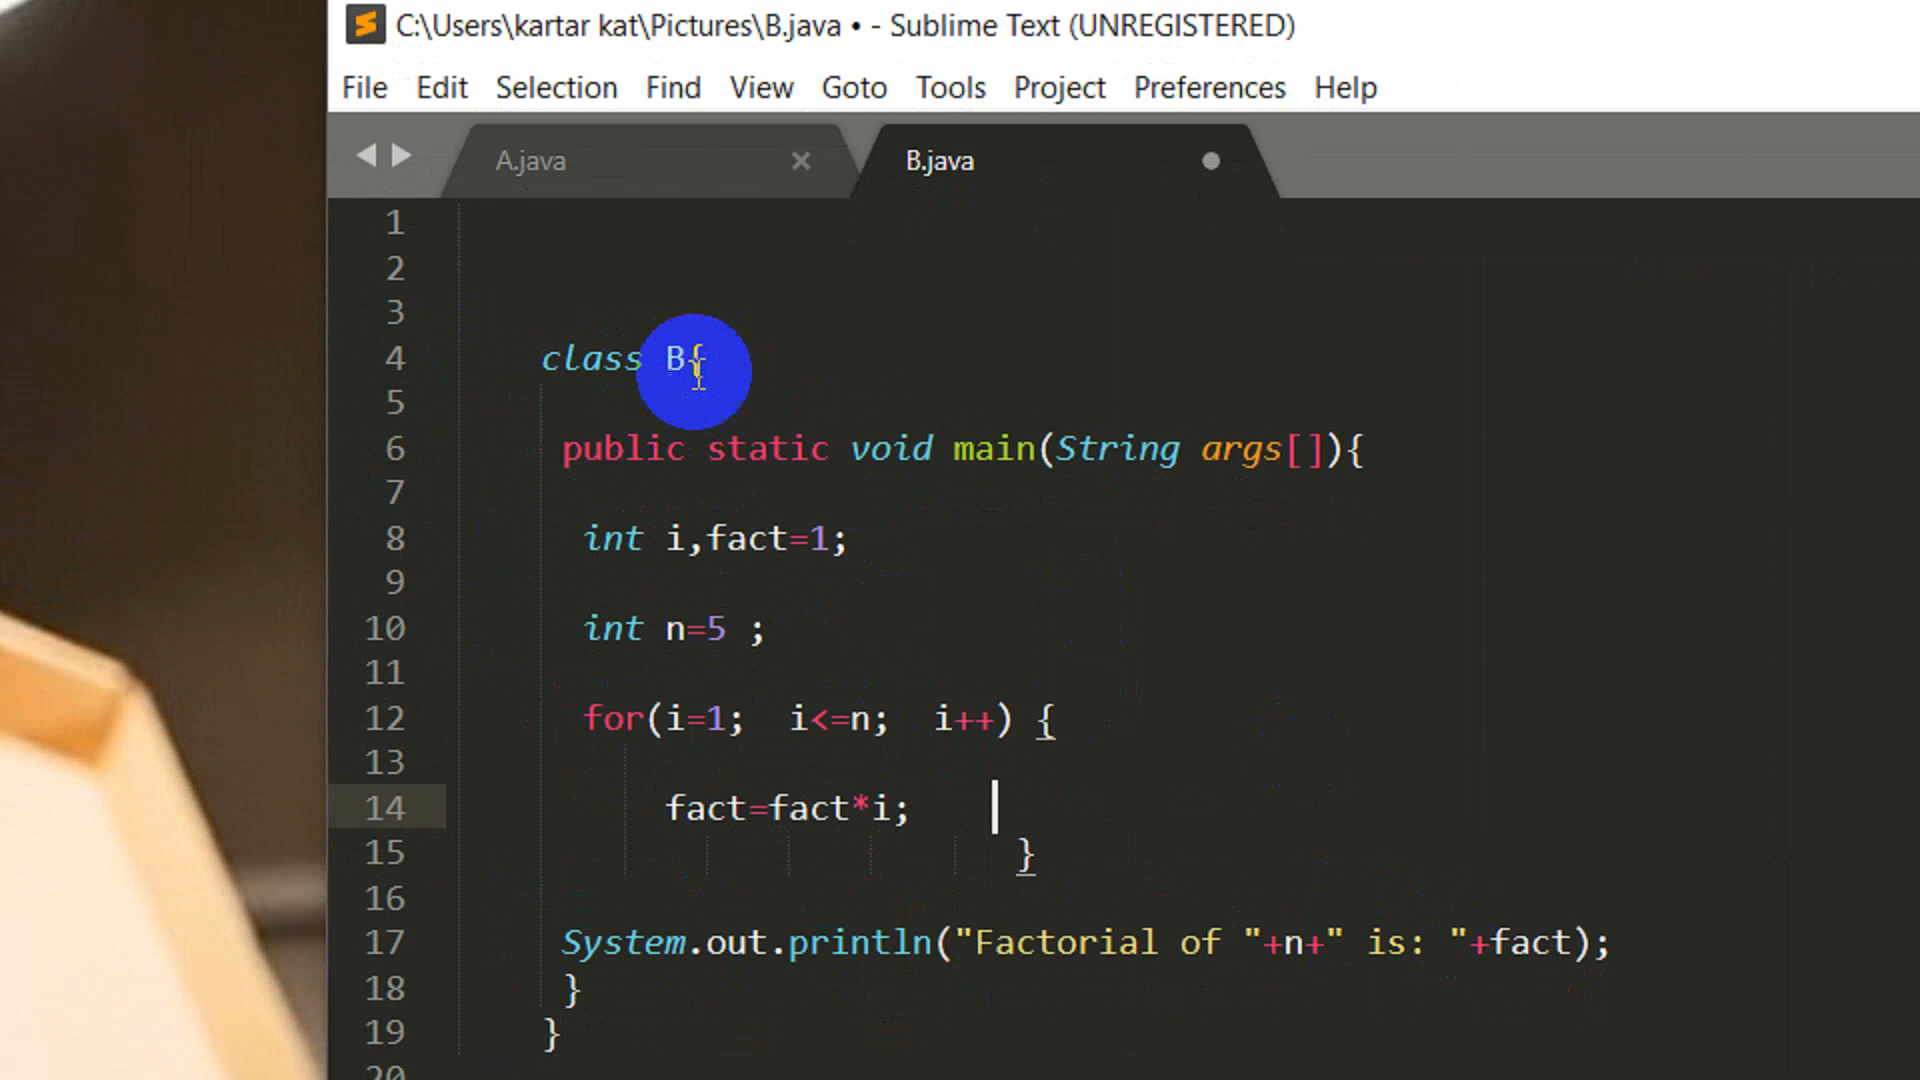 C:\Users\kartar kat\Pictures\B.java • - Sublime Text (UNREGISTERED)
File Edit Selection Find View Goto Tools Project Preferences Help
A.java B.java
1
2
3
4 class B{
5
6 public static void main(String args[]){
7
8 int i,fact=1;
9
10 int n=5 ;
11
12 for(i=1;  i<=n;  i++) {
13
14 fact=fact*i;
15 }
16
17 System.out.println("Factorial of "+n+" is: "+fact);
18 }
19 }
20